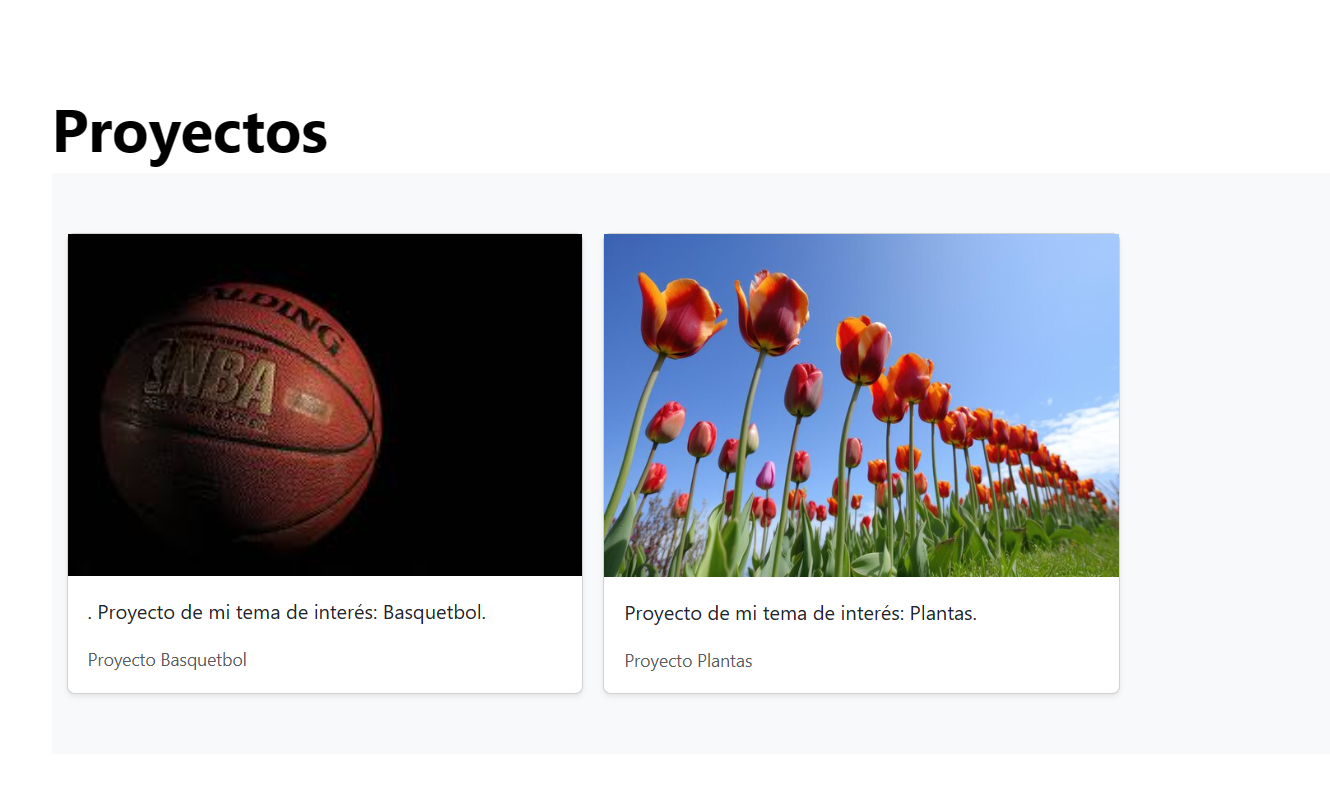 Proyectos
ALDING
NBA
. Proyecto de mi tema de interés: Basquetbol.
Proyecto de mi tema de interés: Plantas.
Proyecto Basquetbol
Proyecto Plantas